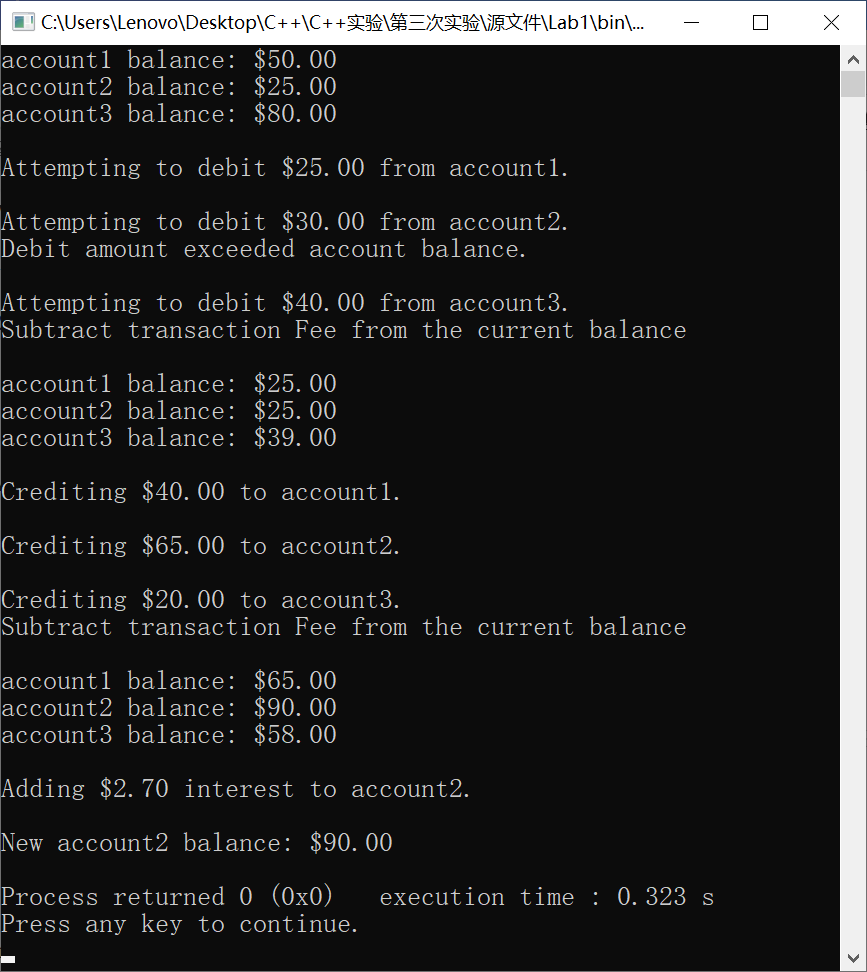 C:\Users\Lenovo\Desktop\C++\C++实验\第三次实验\源文件\Lab1\bin\...
account1 balance: $50.00
account2 balance: $25.00
account3 balance: $80.00
Attempting to debit $25.00 from account1.
Attempting to debit $30.00 from account2.
Debit amount exceeded account balance.
Attempting to debit $40.00 from account3.
Subtract transaction Fee from the current balance
account1 balance: $25.00
account2 balance: $25.00
account3 balance: $39.00
Crediting $40.00 to account1.
Crediting $65.00 to account2.
Crediting $20.00 to account3.
Subtract transaction Fee from the current balance
account1 balance: $65.00
account2 balance: $90.00
account3 balance: $58.00
Adding $2.70 interest to account2.
New account2 balance: $90.00
Process returned 0 (0x0)   execution time : 0.323 s
Press any key to continue.